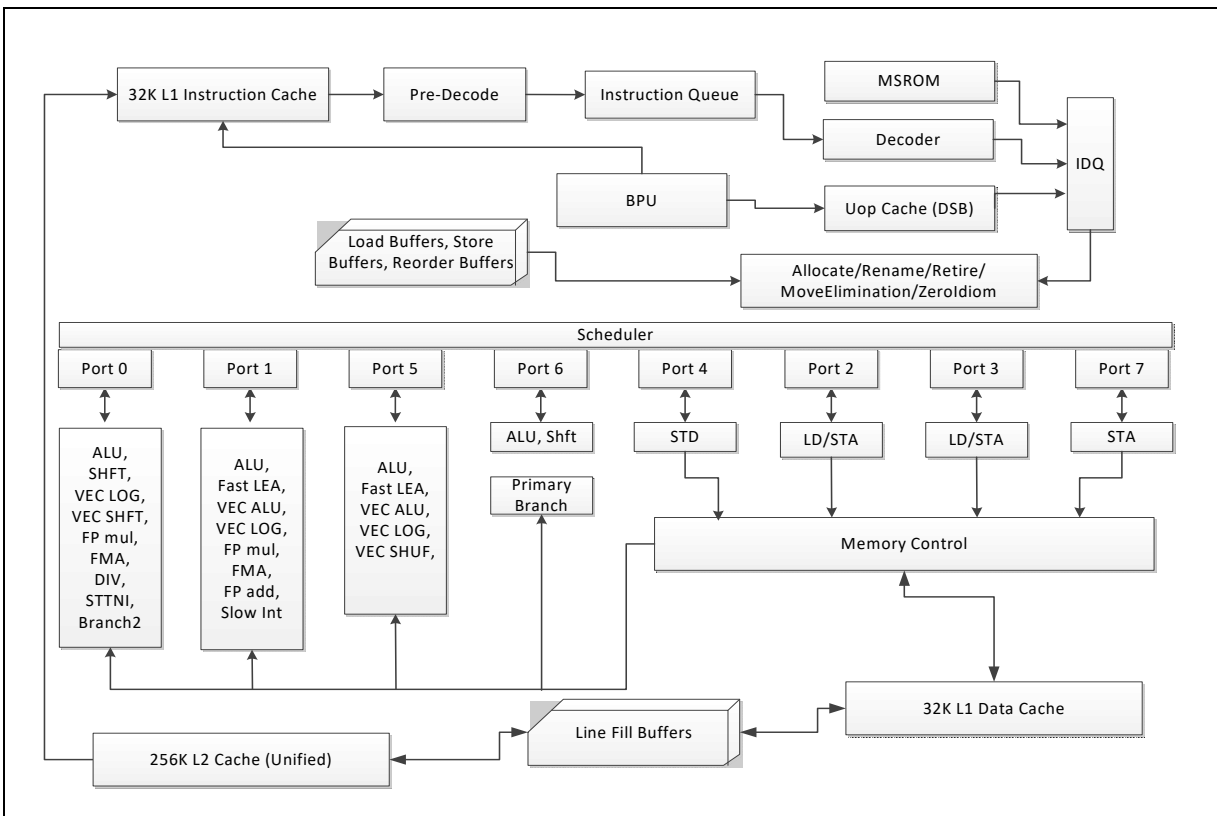 32K L1 Instruction Cache
Pre-Decode
Instruction Queue
MSROM
Decoder
IDQ
BPU
Uop Cache (DSB)
Load Buffers, Store
Buffers, Reorder Buffers
Allocate/Rename/Retire/
MoveElimination/ZeroIdiom
Scheduler
Port 0
Port 1
Port 5
Port 6
Port 4
Port 2
Port 3
Port 7
ALU,
SHFT,
VEC LOG,
VEC SHFT,
FP mul,
FMA,
DIV,
STTNI,
Branch2
ALU,
Fast LEA,
VEC ALU,
VEC LOG,
FP mul,
FMA,
FP add,
Slow Int
ALU,
Fast LEA,
VEC ALU,
VEC LOG,
VEC SHUF,
ALU, Shft
Primary
Branch
STD
LD/STA
LD/STA
STA
Memory Control
32K L1 Data Cache
Line Fill Buffers
256K L2 Cache (Unified)